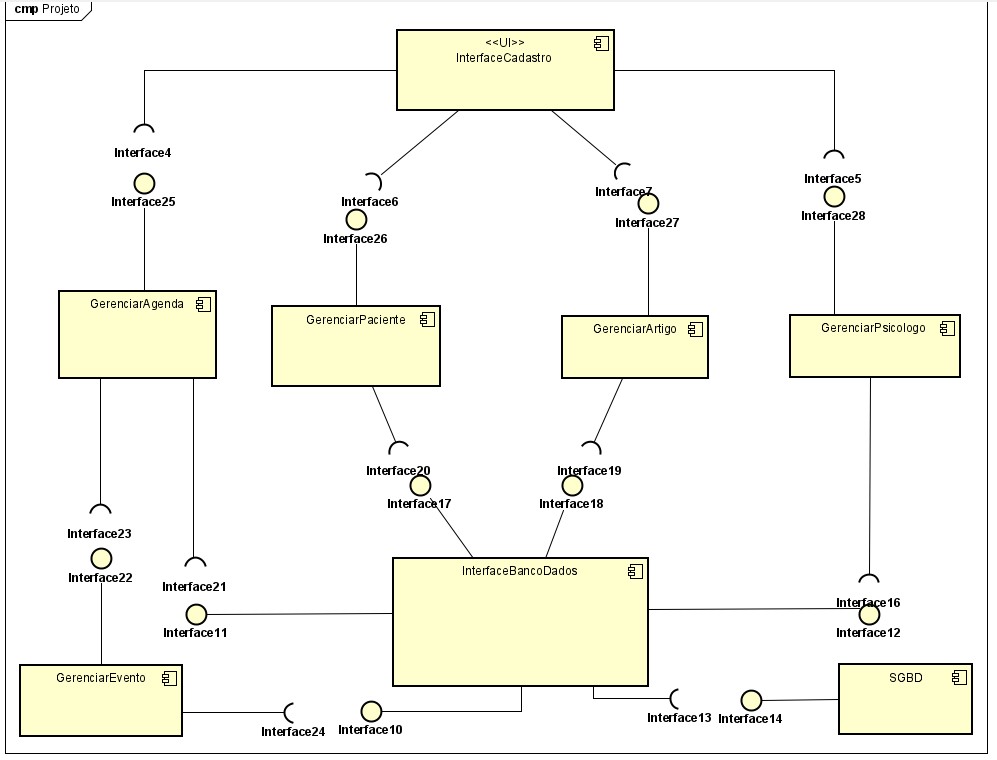 cmp Projeto
<<UI>>
InterfaceCadastro
Interface4
Interface25
Interface6
Interface26
Interface7
Interface27
Interface5
Interface28
GerenciarAgenda
GerenciarPaciente
GerenciarArtigo
GerenciarPsicologo
Interface20
Interface17
Interface19
Interface18
Interface23
Interface22
Interface21
Interface11
InterfaceBancoDados
Interface16
Interface12
GerenciarEvento
Interface24
Interface10
Interface13
Interface14
SGBD